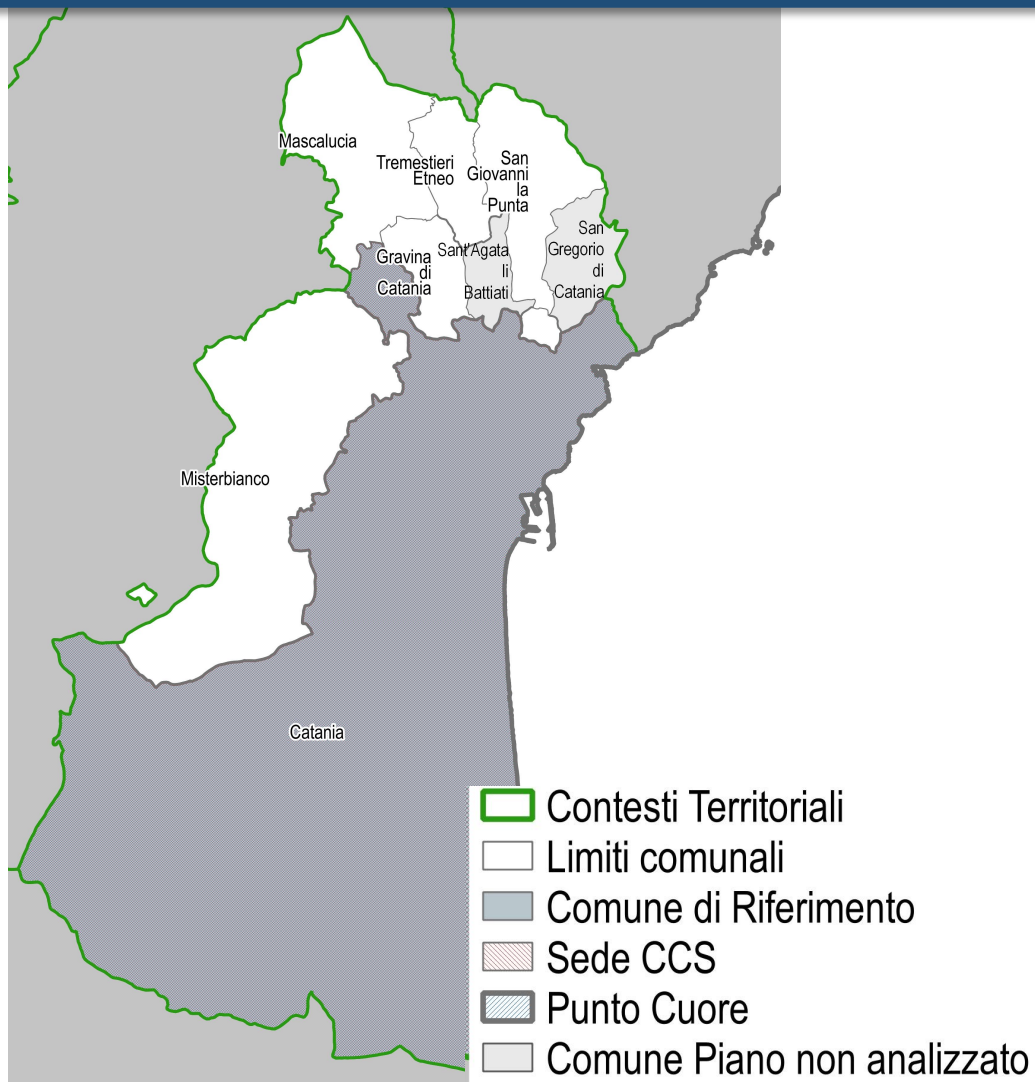 Mascalucia
Tremestieri
Etneo
San
Giovanni
la
Punta
Gravina
di
Catania
Sant'Agata
li
Battiati
San
Gregorio
di
Catania
Misterbianco
Catania
Contesti Territoriali
Limiti comunali
Comune di Riferimento
Sede CCS
Punto Cuore
Comune Piano non analizzato